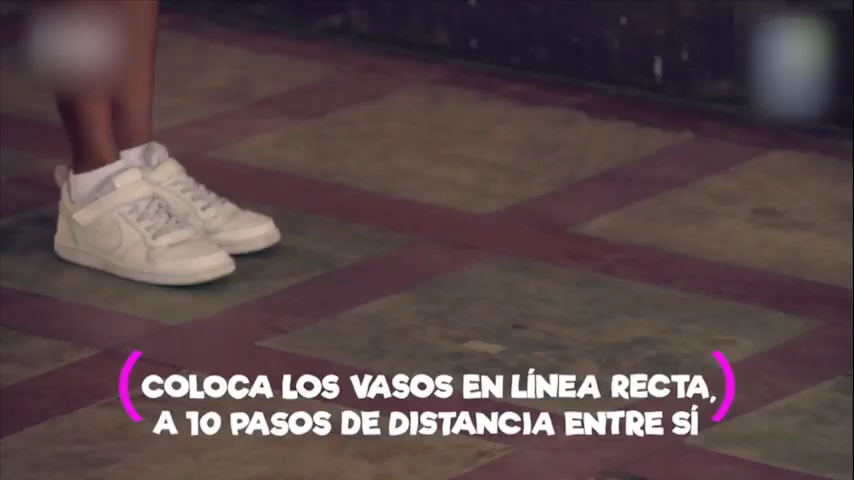 COLOCA LOS VASOS EN LÍNEA RECTA,
A 10 PASOS DE DISTANCIA ENTRE SÍ